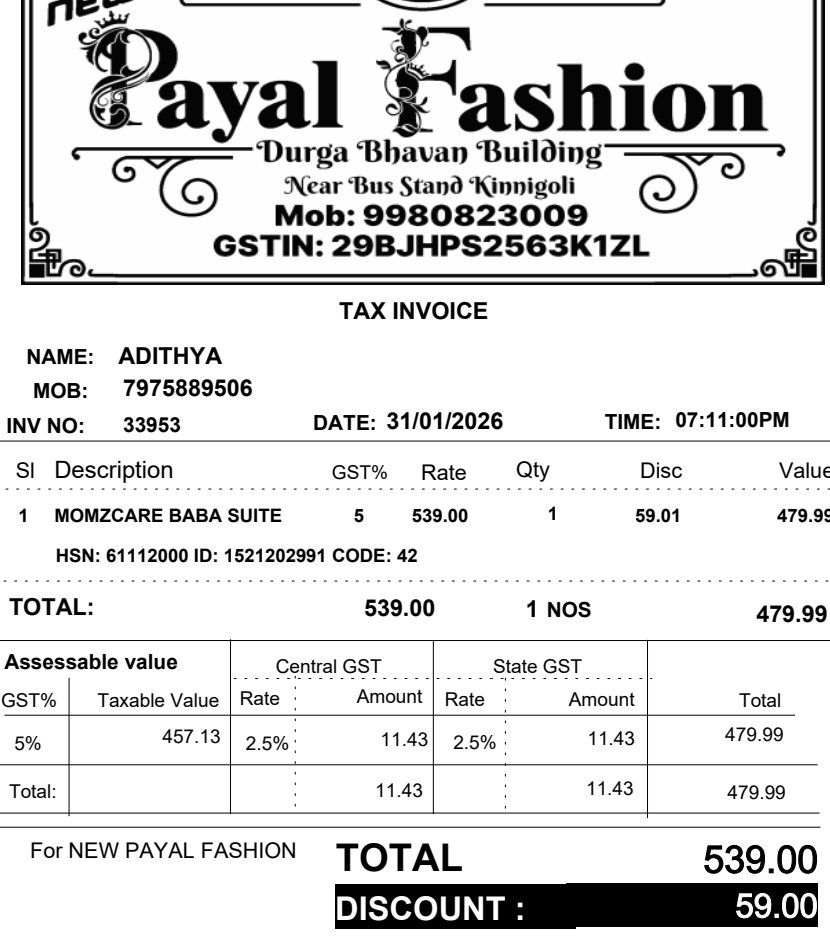 new
Payal Fashion
Durga Bhavan Building
Near Bus Stand Kinnigoli
Mob: 9980823009
GSTIN: 29BJHPS2563K1ZL
TAX INVOICE
NAME: ADITHYA
MOB: 7975889506
INV NO: 33953 DATE: 31/01/2026 TIME: 07:11:00PM
Sl Description GST% Rate Qty Disc Value
1 MOMZCARE BABA SUITE 5 539.00 1 59.01 479.99
HSN: 61112000 ID: 1521202991 CODE: 42
TOTAL: 539.00 1 NOS 479.99
Assessable value Central GST State GST
GST% Taxable Value Rate Amount Rate Amount Total
5% 457.13 2.5% 11.43 2.5% 11.43 479.99
Total: 11.43 11.43 479.99
For NEW PAYAL FASHION TOTAL 539.00
DISCOUNT : 59.00